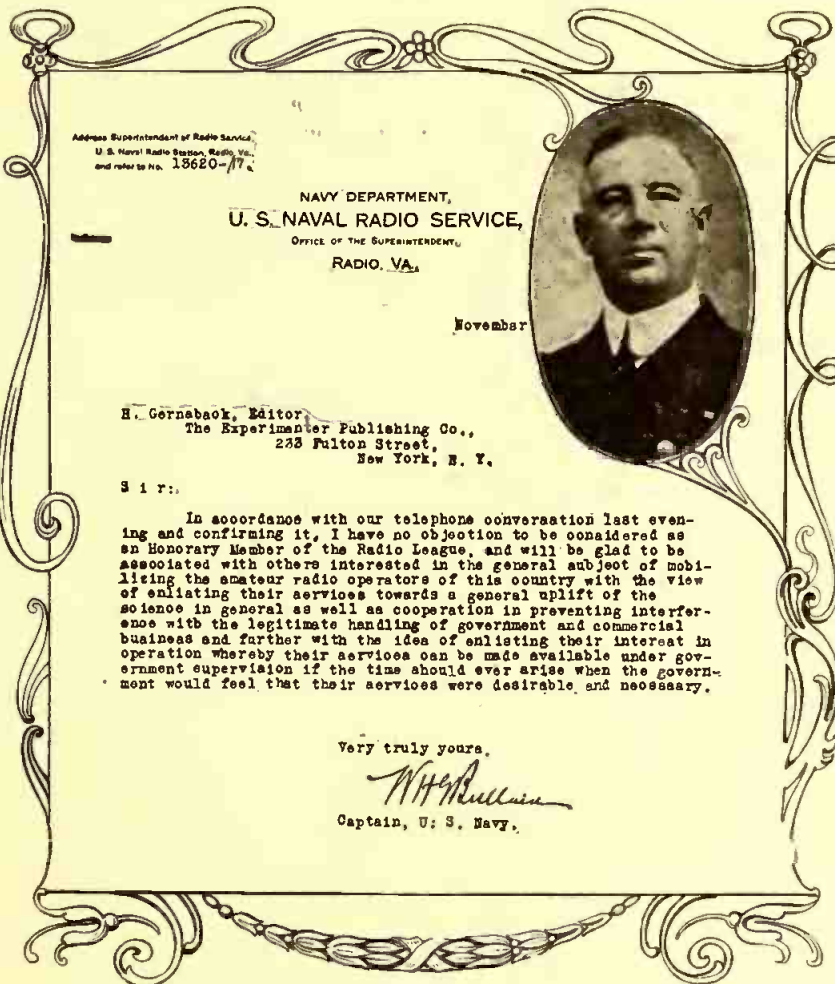 Address Superintendent of Radio Service,
U. S. Naval Radio Station, Radio, Va.,
and refer to No. 13620-17.
NAVY DEPARTMENT,
U. S. NAVAL RADIO SERVICE,
OFFICE OF THE SUPERINTENDENT,
RADIO, VA.
November
H. Gernsback, Editor
The Experimenter Publishing Co.,
233 Fulton Street,
New York, N. Y.
S i r:
In accordance with our telephone conversation last even-
ing and confirming it, I have no objection to be considered as
an Honorary Member of the Radio League, and will be glad to be
associated with others interested in the general subject of mobi-
lizing the amateur radio operators of this country with the view
of enlisting their services towards a general uplift of the
science in general as well as cooperation in preventing interfer-
ence with the legitimate handling of government and commercial
business and further with the idea of enlisting their interest in
operation whereby their services can be made available under gov-
ernment supervision if the time should ever arise when the govern-
ment would feel that their services were desirable and necessary.
Very truly yours,
W H G Bullard
Captain, U. S. Navy.